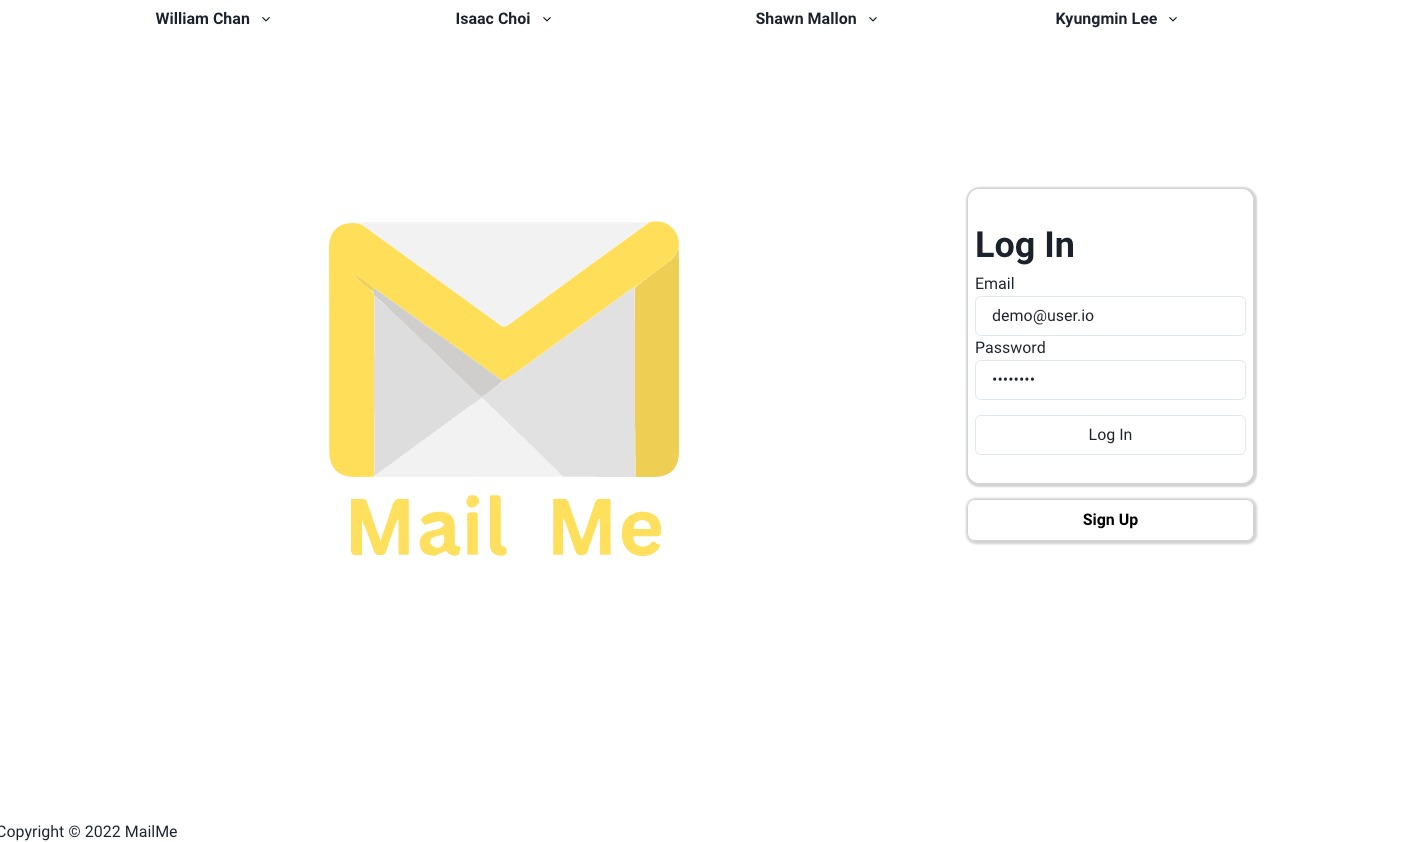 William Chan Isaac Choi Shawn Mallon Kyungmin Lee
Mail Me
Log In
Email
demo@user.io
Password
••••••••
Log In
Sign Up
Copyright © 2022 MailMe